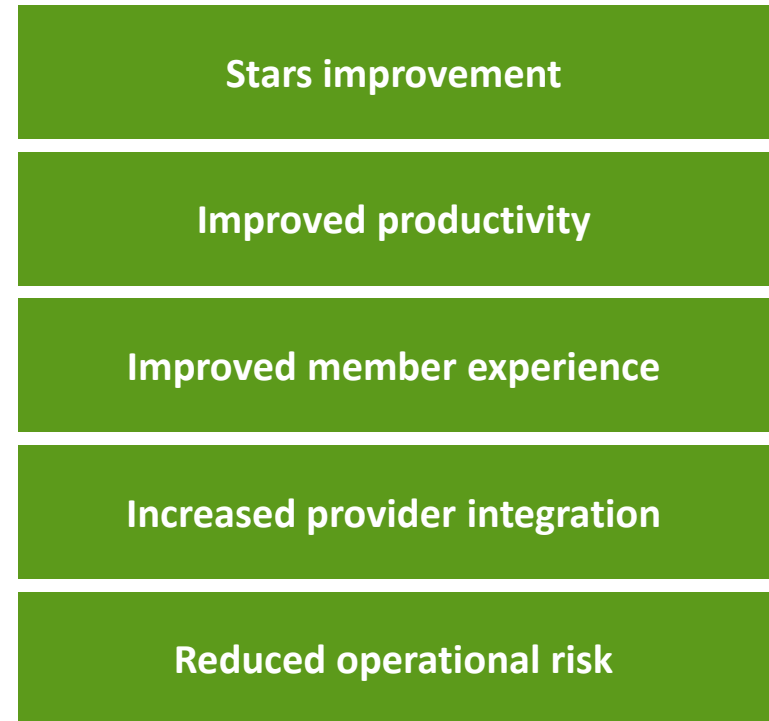 Stars improvement
Improved productivity
Improved member experience
Increased provider integration
Reduced operational risk